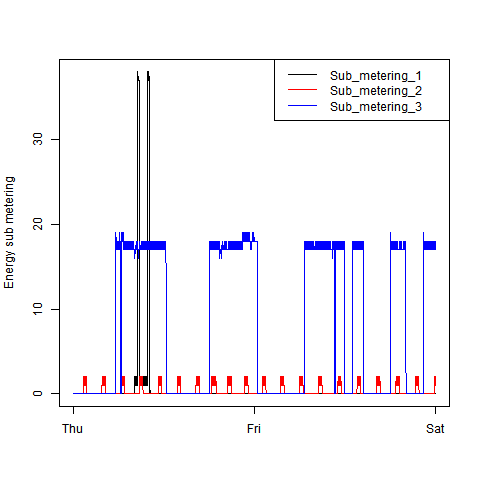 Sub_metering_1
Sub_metering_2
Sub_metering_3
Energy sub metering
30
20
10
0
Thu
Fri
Sat